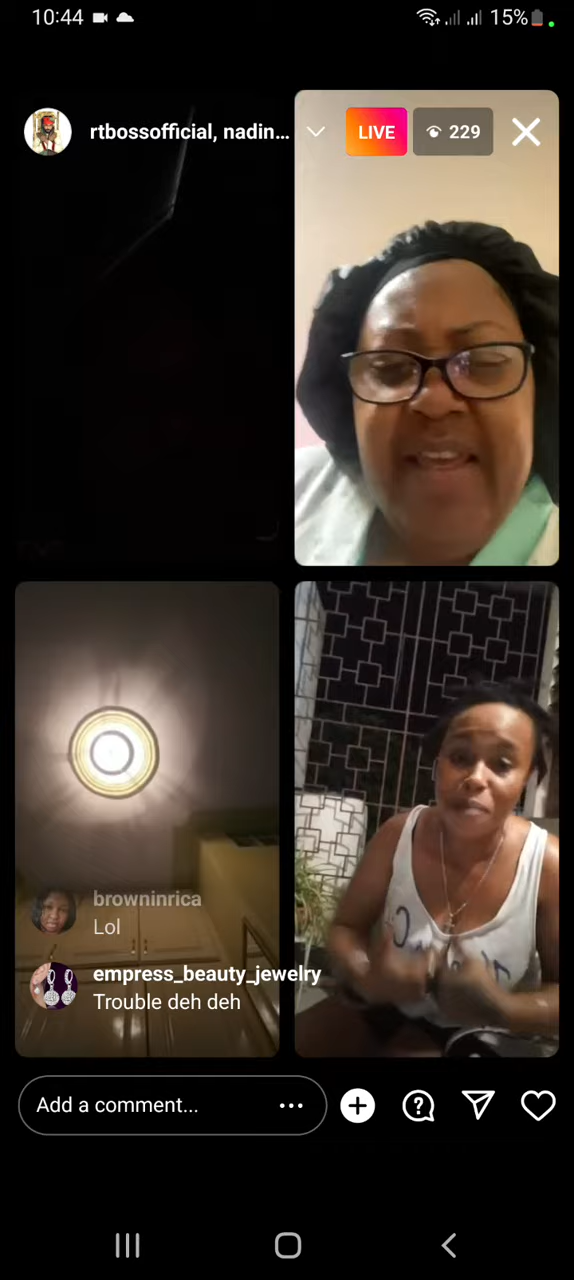 10:44
15%
rtbossofficial, nadin...
LIVE
229
browninrica
Lol
empress_beauty_jewelry
Trouble deh deh
Add a comment...